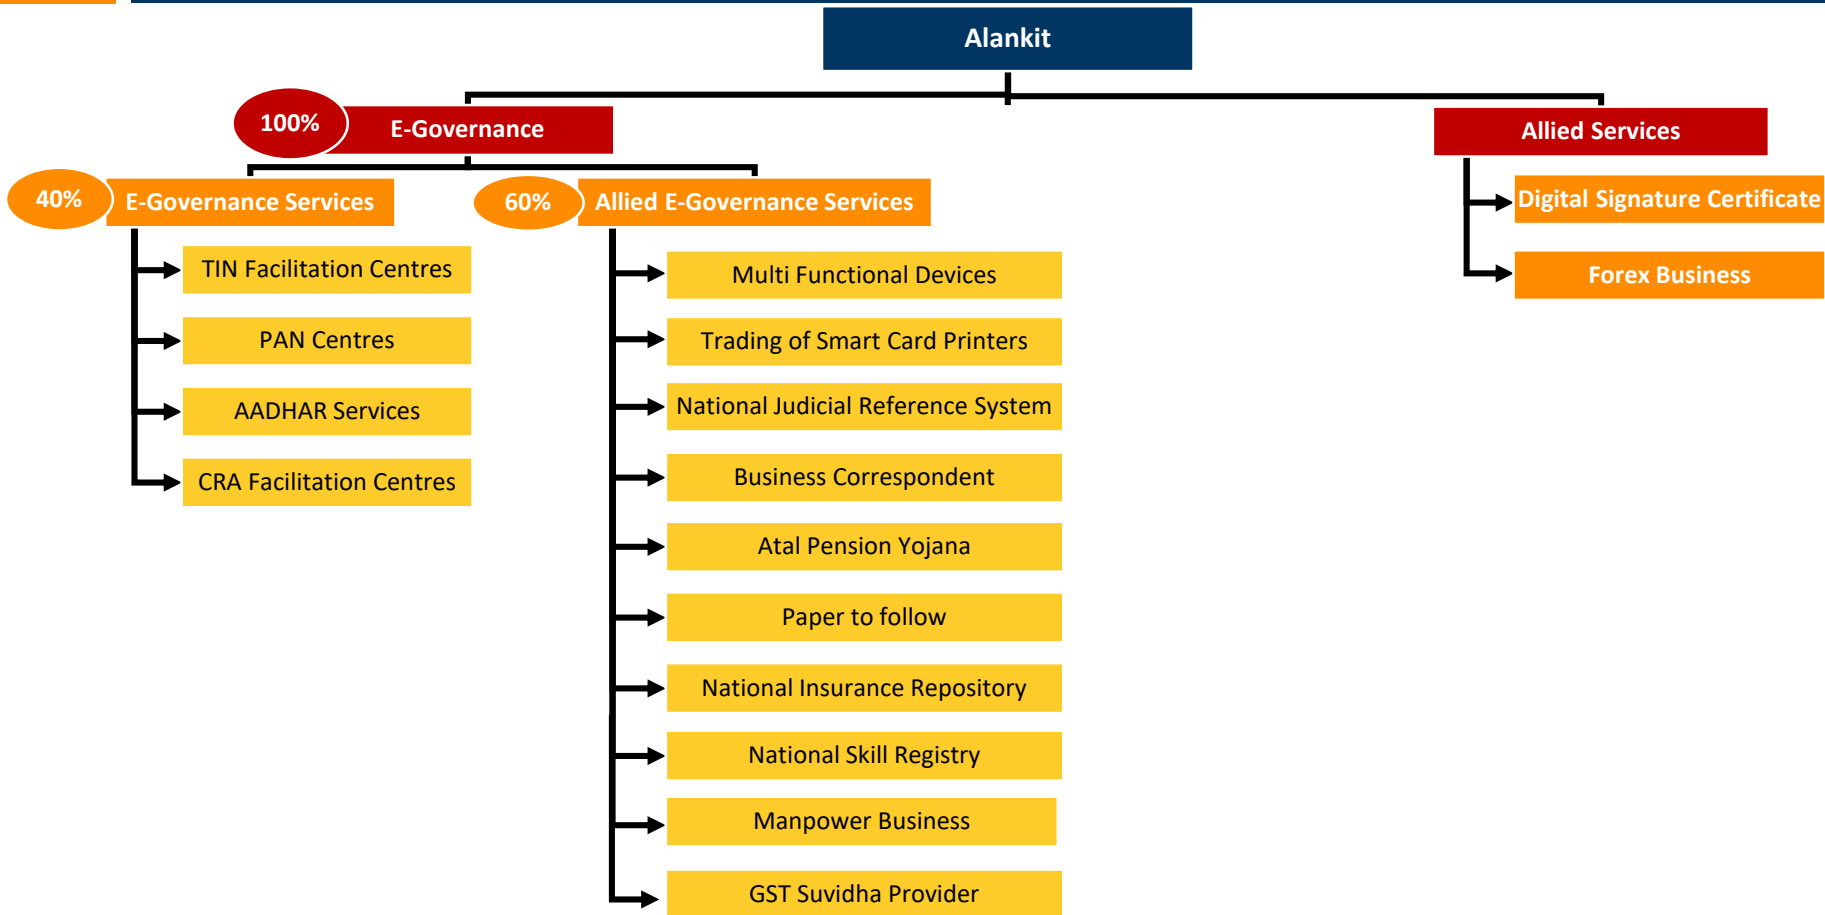 Alankit
100%
E-Governance
Allied Services
40%
E-Governance Services
60%
Allied E-Governance Services
Digital Signature Certificate
Forex Business
TIN Facilitation Centres
PAN Centres
AADHAR Services
CRA Facilitation Centres
Multi Functional Devices
Trading of Smart Card Printers
National Judicial Reference System
Business Correspondent
Atal Pension Yojana
Paper to follow
National Insurance Repository
National Skill Registry
Manpower Business
GST Suvidha Provider